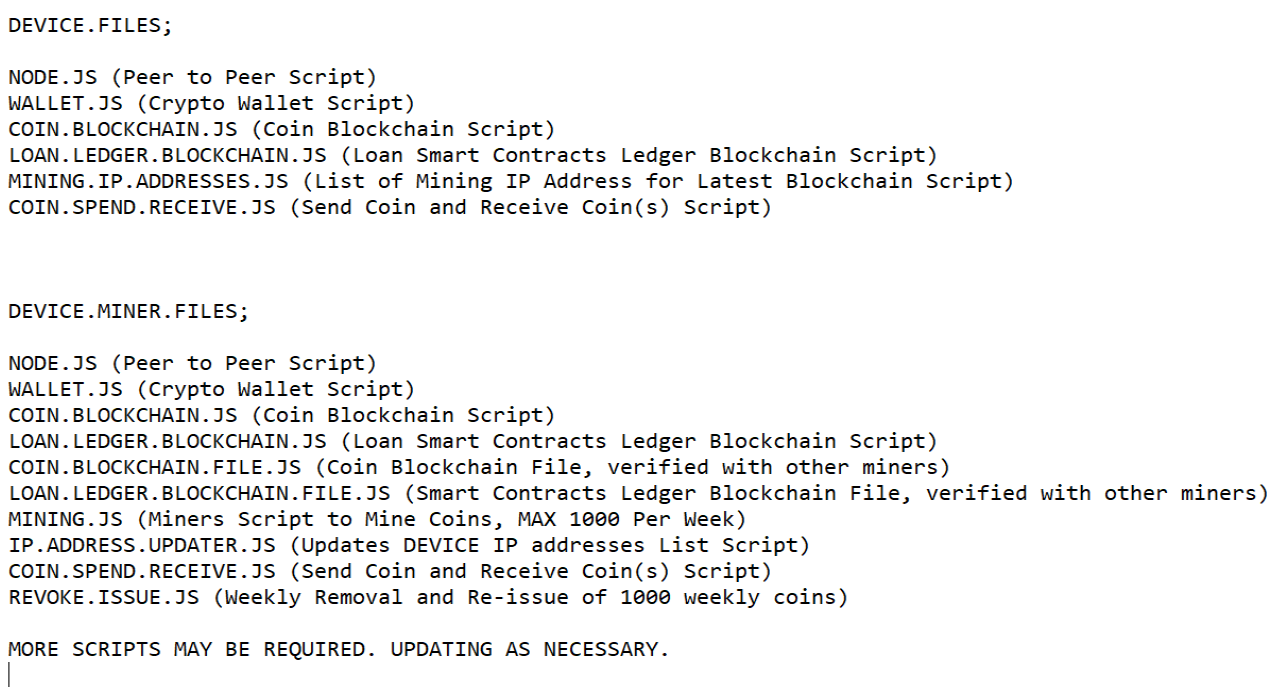 DEVICE.FILES;
NODE.JS (Peer to Peer Script)
WALLET.JS (Crypto Wallet Script)
COIN.BLOCKCHAIN.JS (Coin Blockchain Script)
LOAN.LEDGER.BLOCKCHAIN.JS (Loan Smart Contracts Ledger Blockchain Script)
MINING.IP.ADDRESSES.JS (List of Mining IP Address for Latest Blockchain Script)
COIN.SPEND.RECEIVE.JS (Send Coin and Receive Coin(s) Script)
DEVICE.MINER.FILES;
NODE.JS (Peer to Peer Script)
WALLET.JS (Crypto Wallet Script)
COIN.BLOCKCHAIN.JS (Coin Blockchain Script)
LOAN.LEDGER.BLOCKCHAIN.JS (Loan Smart Contracts Ledger Blockchain Script)
COIN.BLOCKCHAIN.FILE.JS (Coin Blockchain File, verified with other miners)
LOAN.LEDGER.BLOCKCHAIN.FILE.JS (Smart Contracts Ledger Blockchain File, verified with other miners)
MINING.JS (Miners Script to Mine Coins, MAX 1000 Per Week)
IP.ADDRESS.UPDATER.JS (Updates DEVICE IP addresses List Script)
COIN.SPEND.RECEIVE.JS (Send Coin and Receive Coin(s) Script)
REVOKE.ISSUE.JS (Weekly Removal and Re-issue of 1000 weekly coins)
MORE SCRIPTS MAY BE REQUIRED. UPDATING AS NECESSARY.